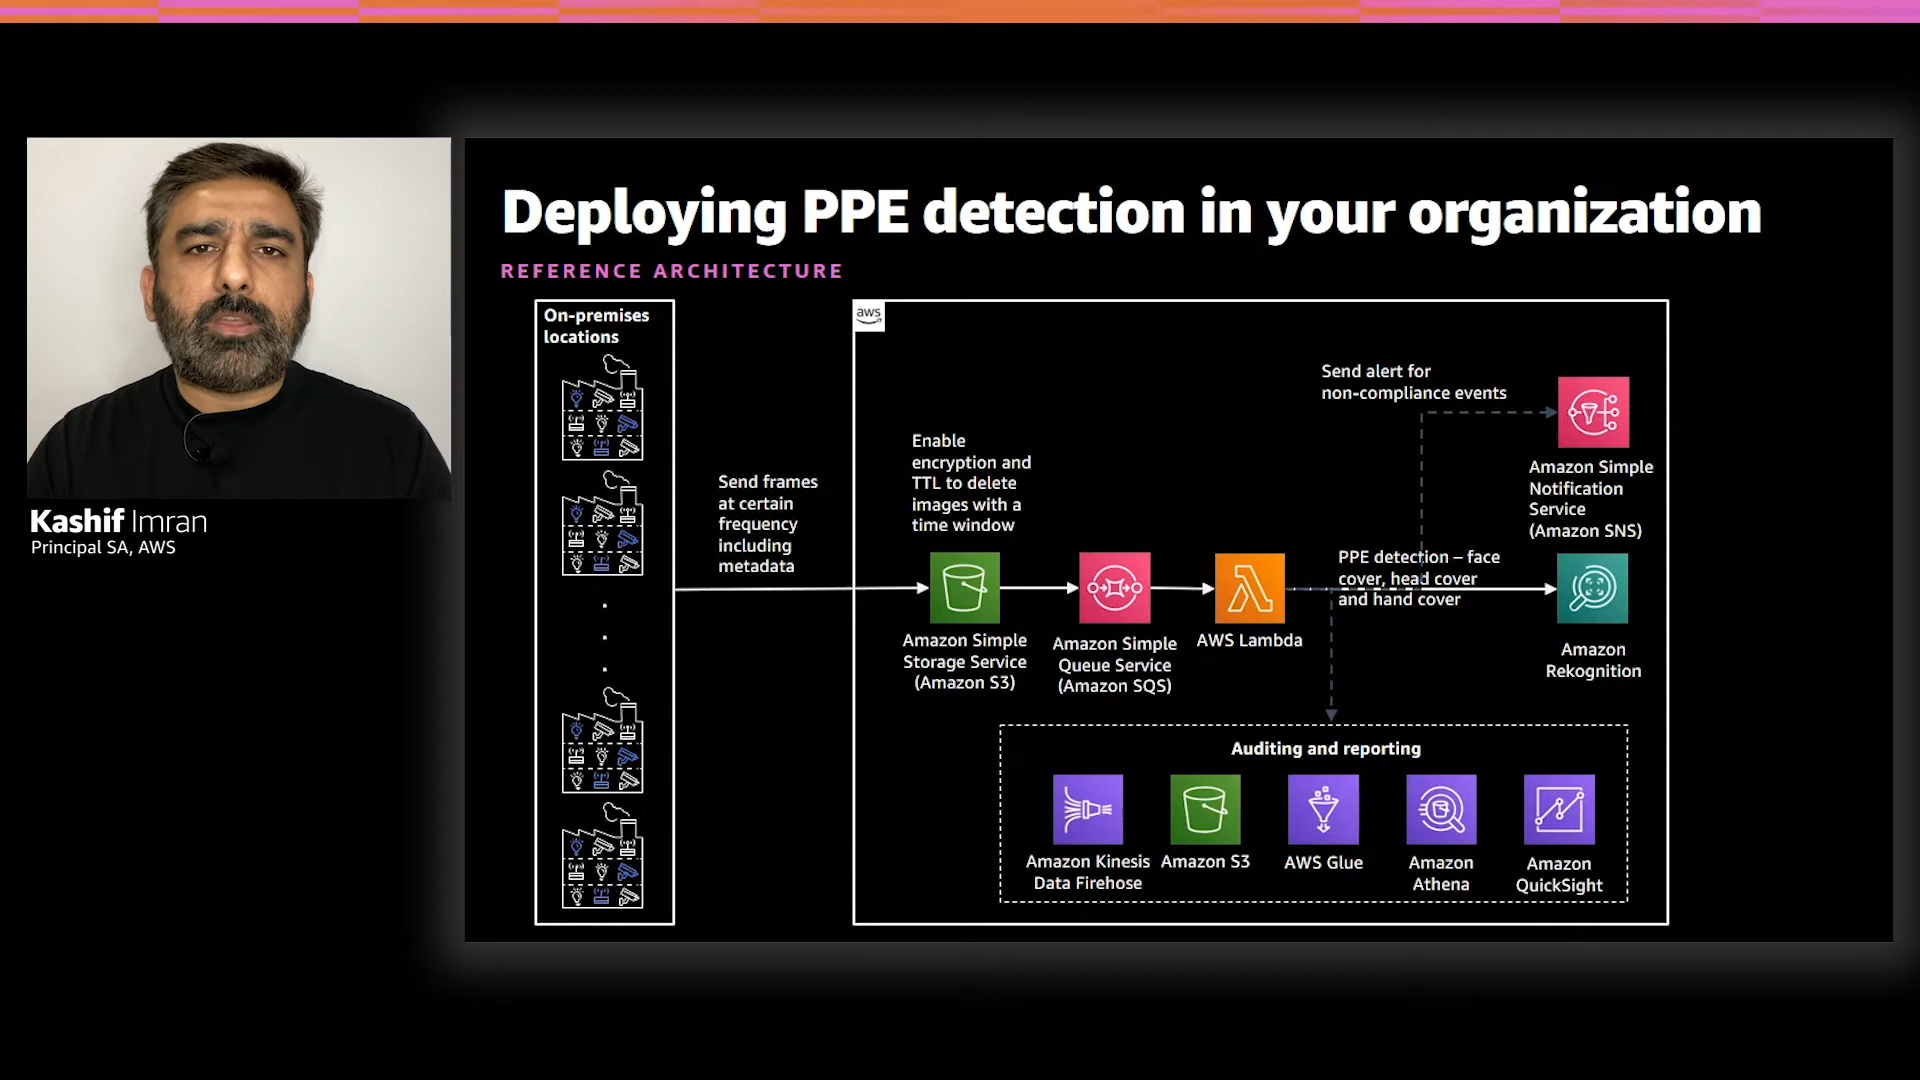 Kashif Imran
Principal SA, AWS
Deploying PPE detection in your organization
REFERENCE ARCHITECTURE
On-premises
locations
Send frames
at certain
frequency
including
metadata
aws
Enable
encryption and
TTL to delete
images with a
time window
Amazon Simple
Storage Service
(Amazon S3)
Amazon Simple
Queue Service
(Amazon SQS)
AWS Lambda
Send alert for
non-compliance events
Amazon Simple
Notification
Service
(Amazon SNS)
PPE detection – face
cover, head cover
and hand cover
Amazon
Rekognition
Auditing and reporting
Amazon Kinesis
Data Firehose
Amazon S3
AWS Glue
Amazon
Athena
Amazon
QuickSight